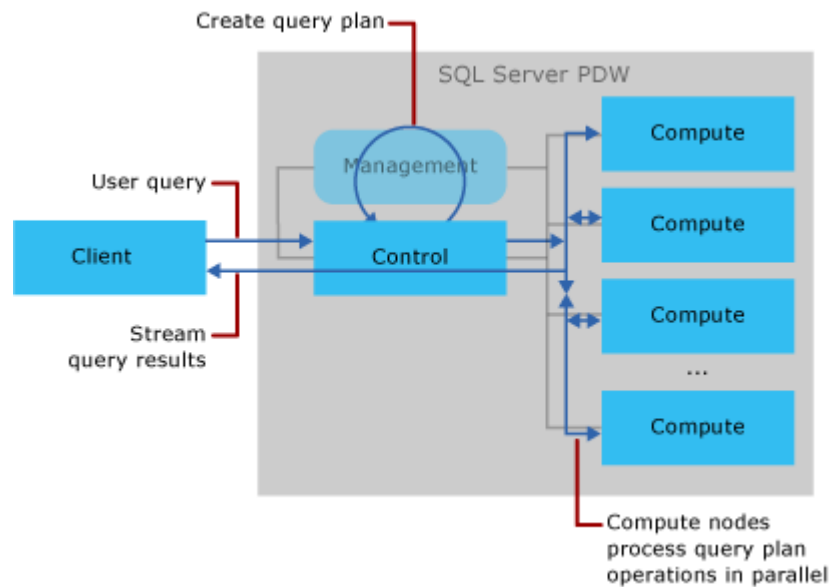 Create query plan
SQL Server PDW
Compute
Management
User query
Compute
Client
Control
Compute
Stream
query results
...
Compute
Compute nodes
process query plan
operations in parallel